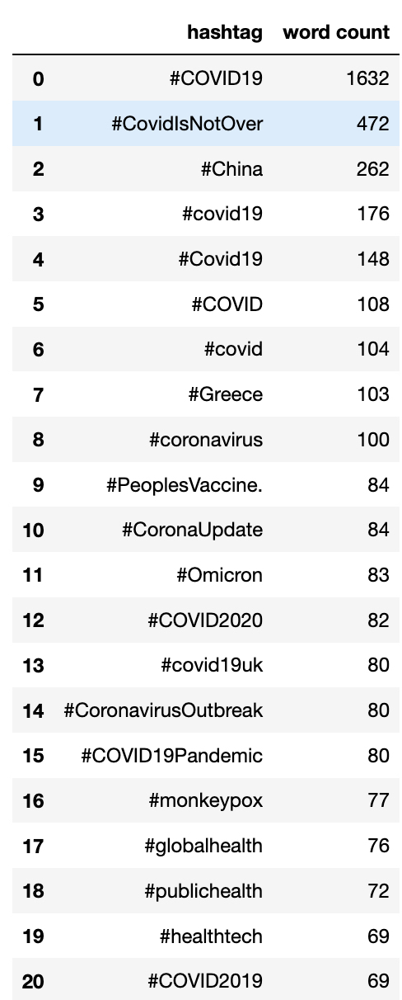 hashtag word count
0 #COVID19 1632
1 #CovidIsNotOver 472
2 #China 262
3 #covid19 176
4 #Covid19 148
5 #COVID 108
6 #covid 104
7 #Greece 103
8 #coronavirus 100
9 #PeoplesVaccine. 84
10 #CoronaUpdate 84
11 #Omicron 83
12 #COVID2020 82
13 #covid19uk 80
14 #CoronavirusOutbreak 80
15 #COVID19Pandemic 80
16 #monkeypox 77
17 #globalhealth 76
18 #publichealth 72
19 #healthtech 69
20 #COVID2019 69